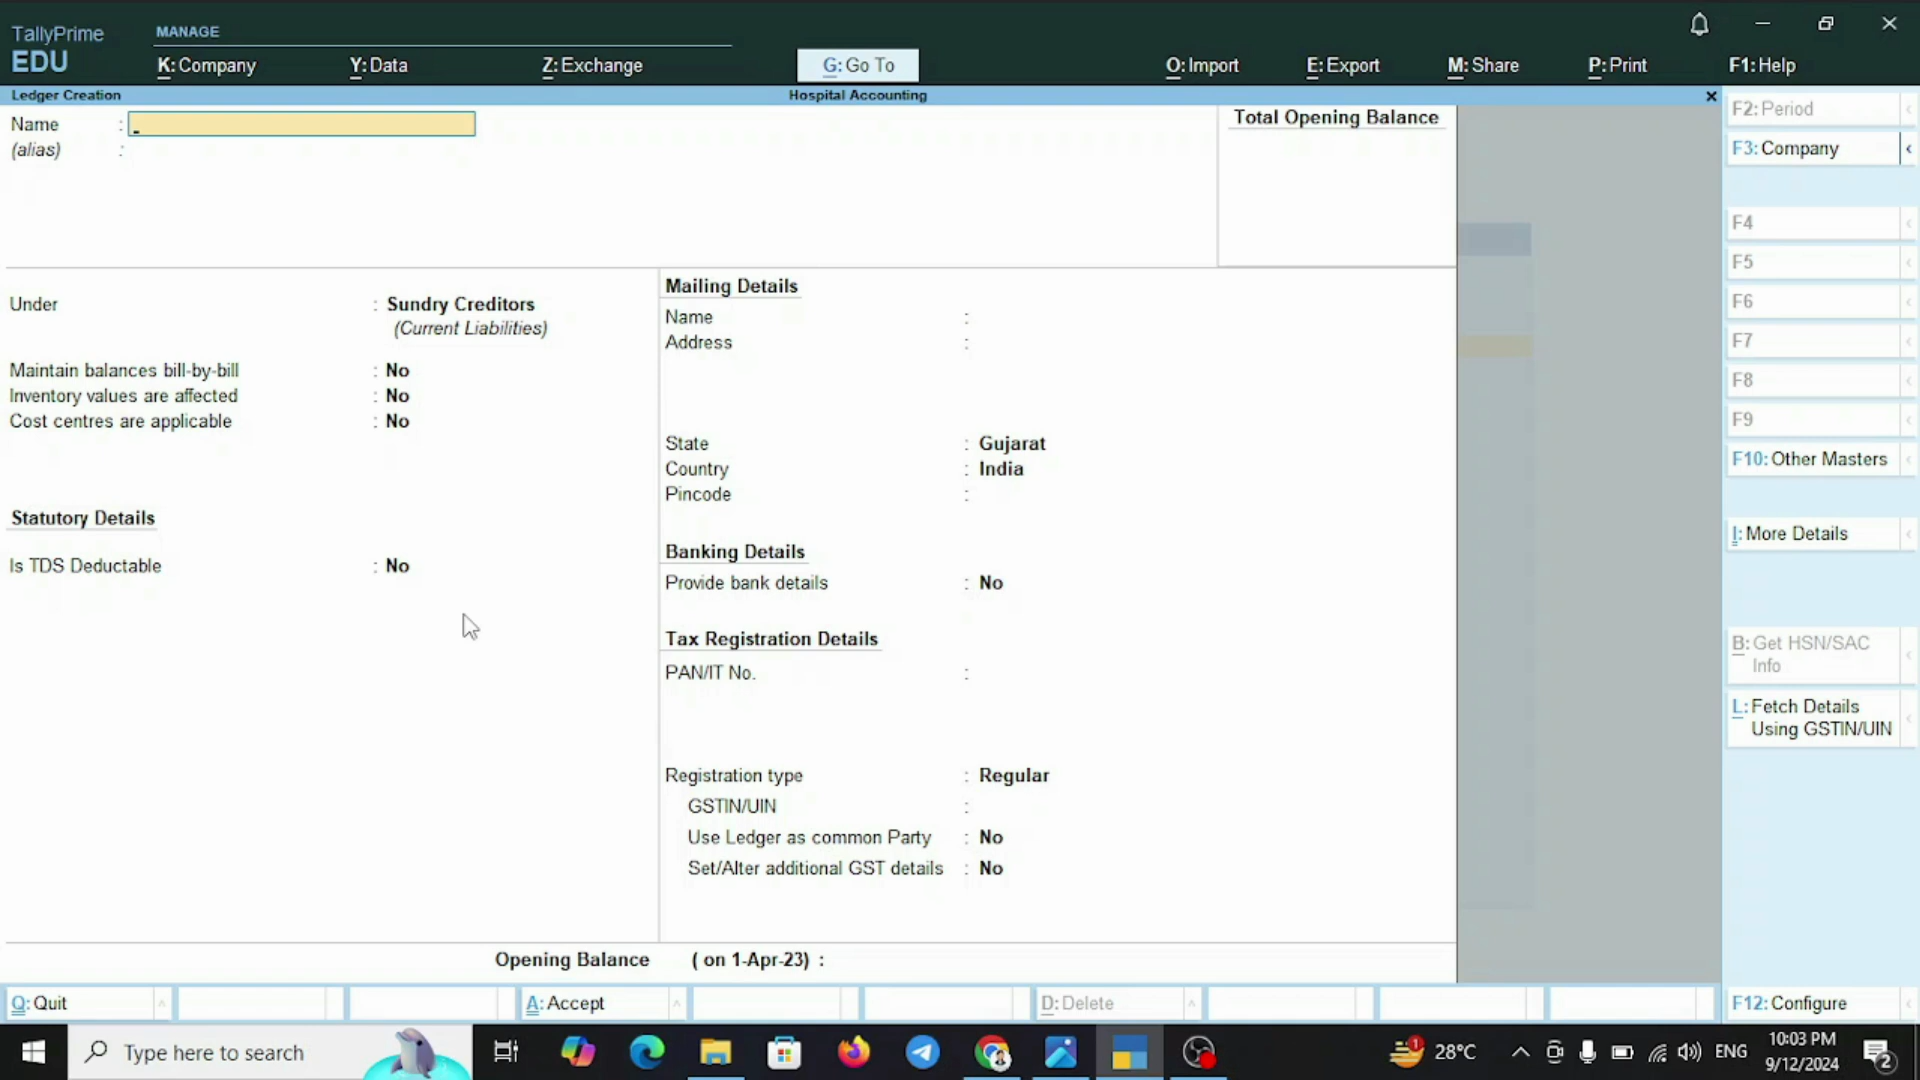 TallyPrime
EDU
MANAGE
K: Company
Y: Data
Z: Exchange
G: Go To
O: Import
E: Export
M: Share
P: Print
F1: Help
Ledger Creation
Hospital Accounting
Name :
(alias) :
Total Opening Balance
Under : Sundry Creditors
(Current Liabilities)
Maintain balances bill-by-bill : No
Inventory values are affected : No
Cost centres are applicable : No
Statutory Details
Is TDS Deductable : No
Mailing Details
Name :
Address :
State : Gujarat
Country : India
Pincode :
Banking Details
Provide bank details : No
Tax Registration Details
PAN/IT No. :
Registration type : Regular
GSTIN/UIN :
Use Ledger as common Party : No
Set/Alter additional GST details : No
Opening Balance ( on 1-Apr-23) :
F2: Period
F3: Company
F4
F5
F6
F7
F8
F9
F10: Other Masters
I: More Details
B: Get HSN/SAC
Info
L: Fetch Details
Using GSTIN/UIN
F12: Configure
Q: Quit
A: Accept
D: Delete
Type here to search
1
28°C
ENG
10:03 PM
9/12/2024
2